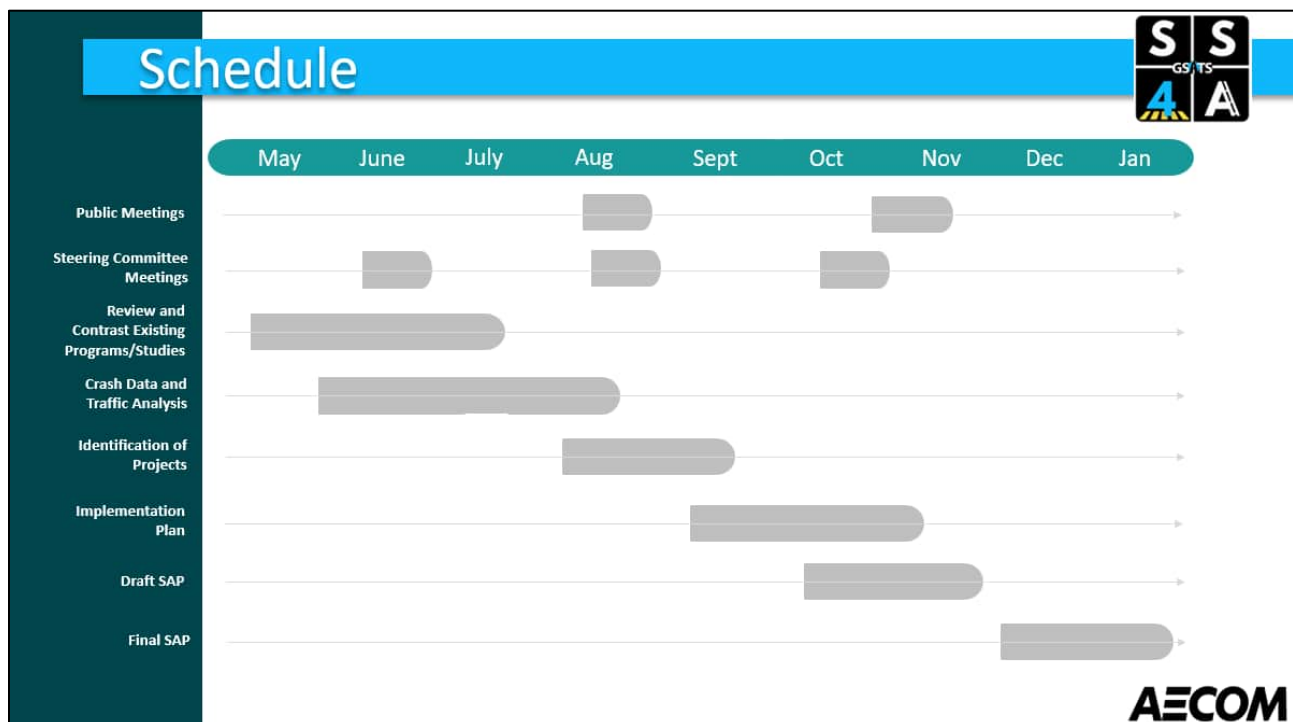 Schedule
S S
GSATS
4 A
May June July Aug Sept Oct Nov Dec Jan
Public Meetings
Steering Committee
Meetings
Review and
Contrast Existing
Programs/Studies
Crash Data and
Traffic Analysis
Identification of
Projects
Implementation
Plan
Draft SAP
Final SAP
AECOM